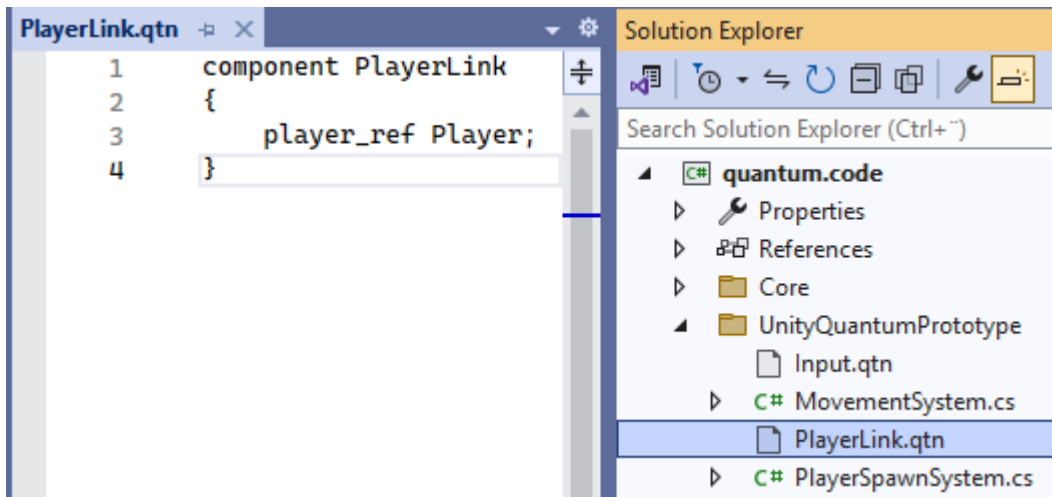 PlayerLink.qtn
1 component PlayerLink
2 {
3 player_ref Player;
4 }
Solution Explorer
Search Solution Explorer (Ctrl+¨)
C# quantum.code
Properties
References
Core
UnityQuantumPrototype
Input.qtn
C# MovementSystem.cs
PlayerLink.qtn
C# PlayerSpawnSystem.cs